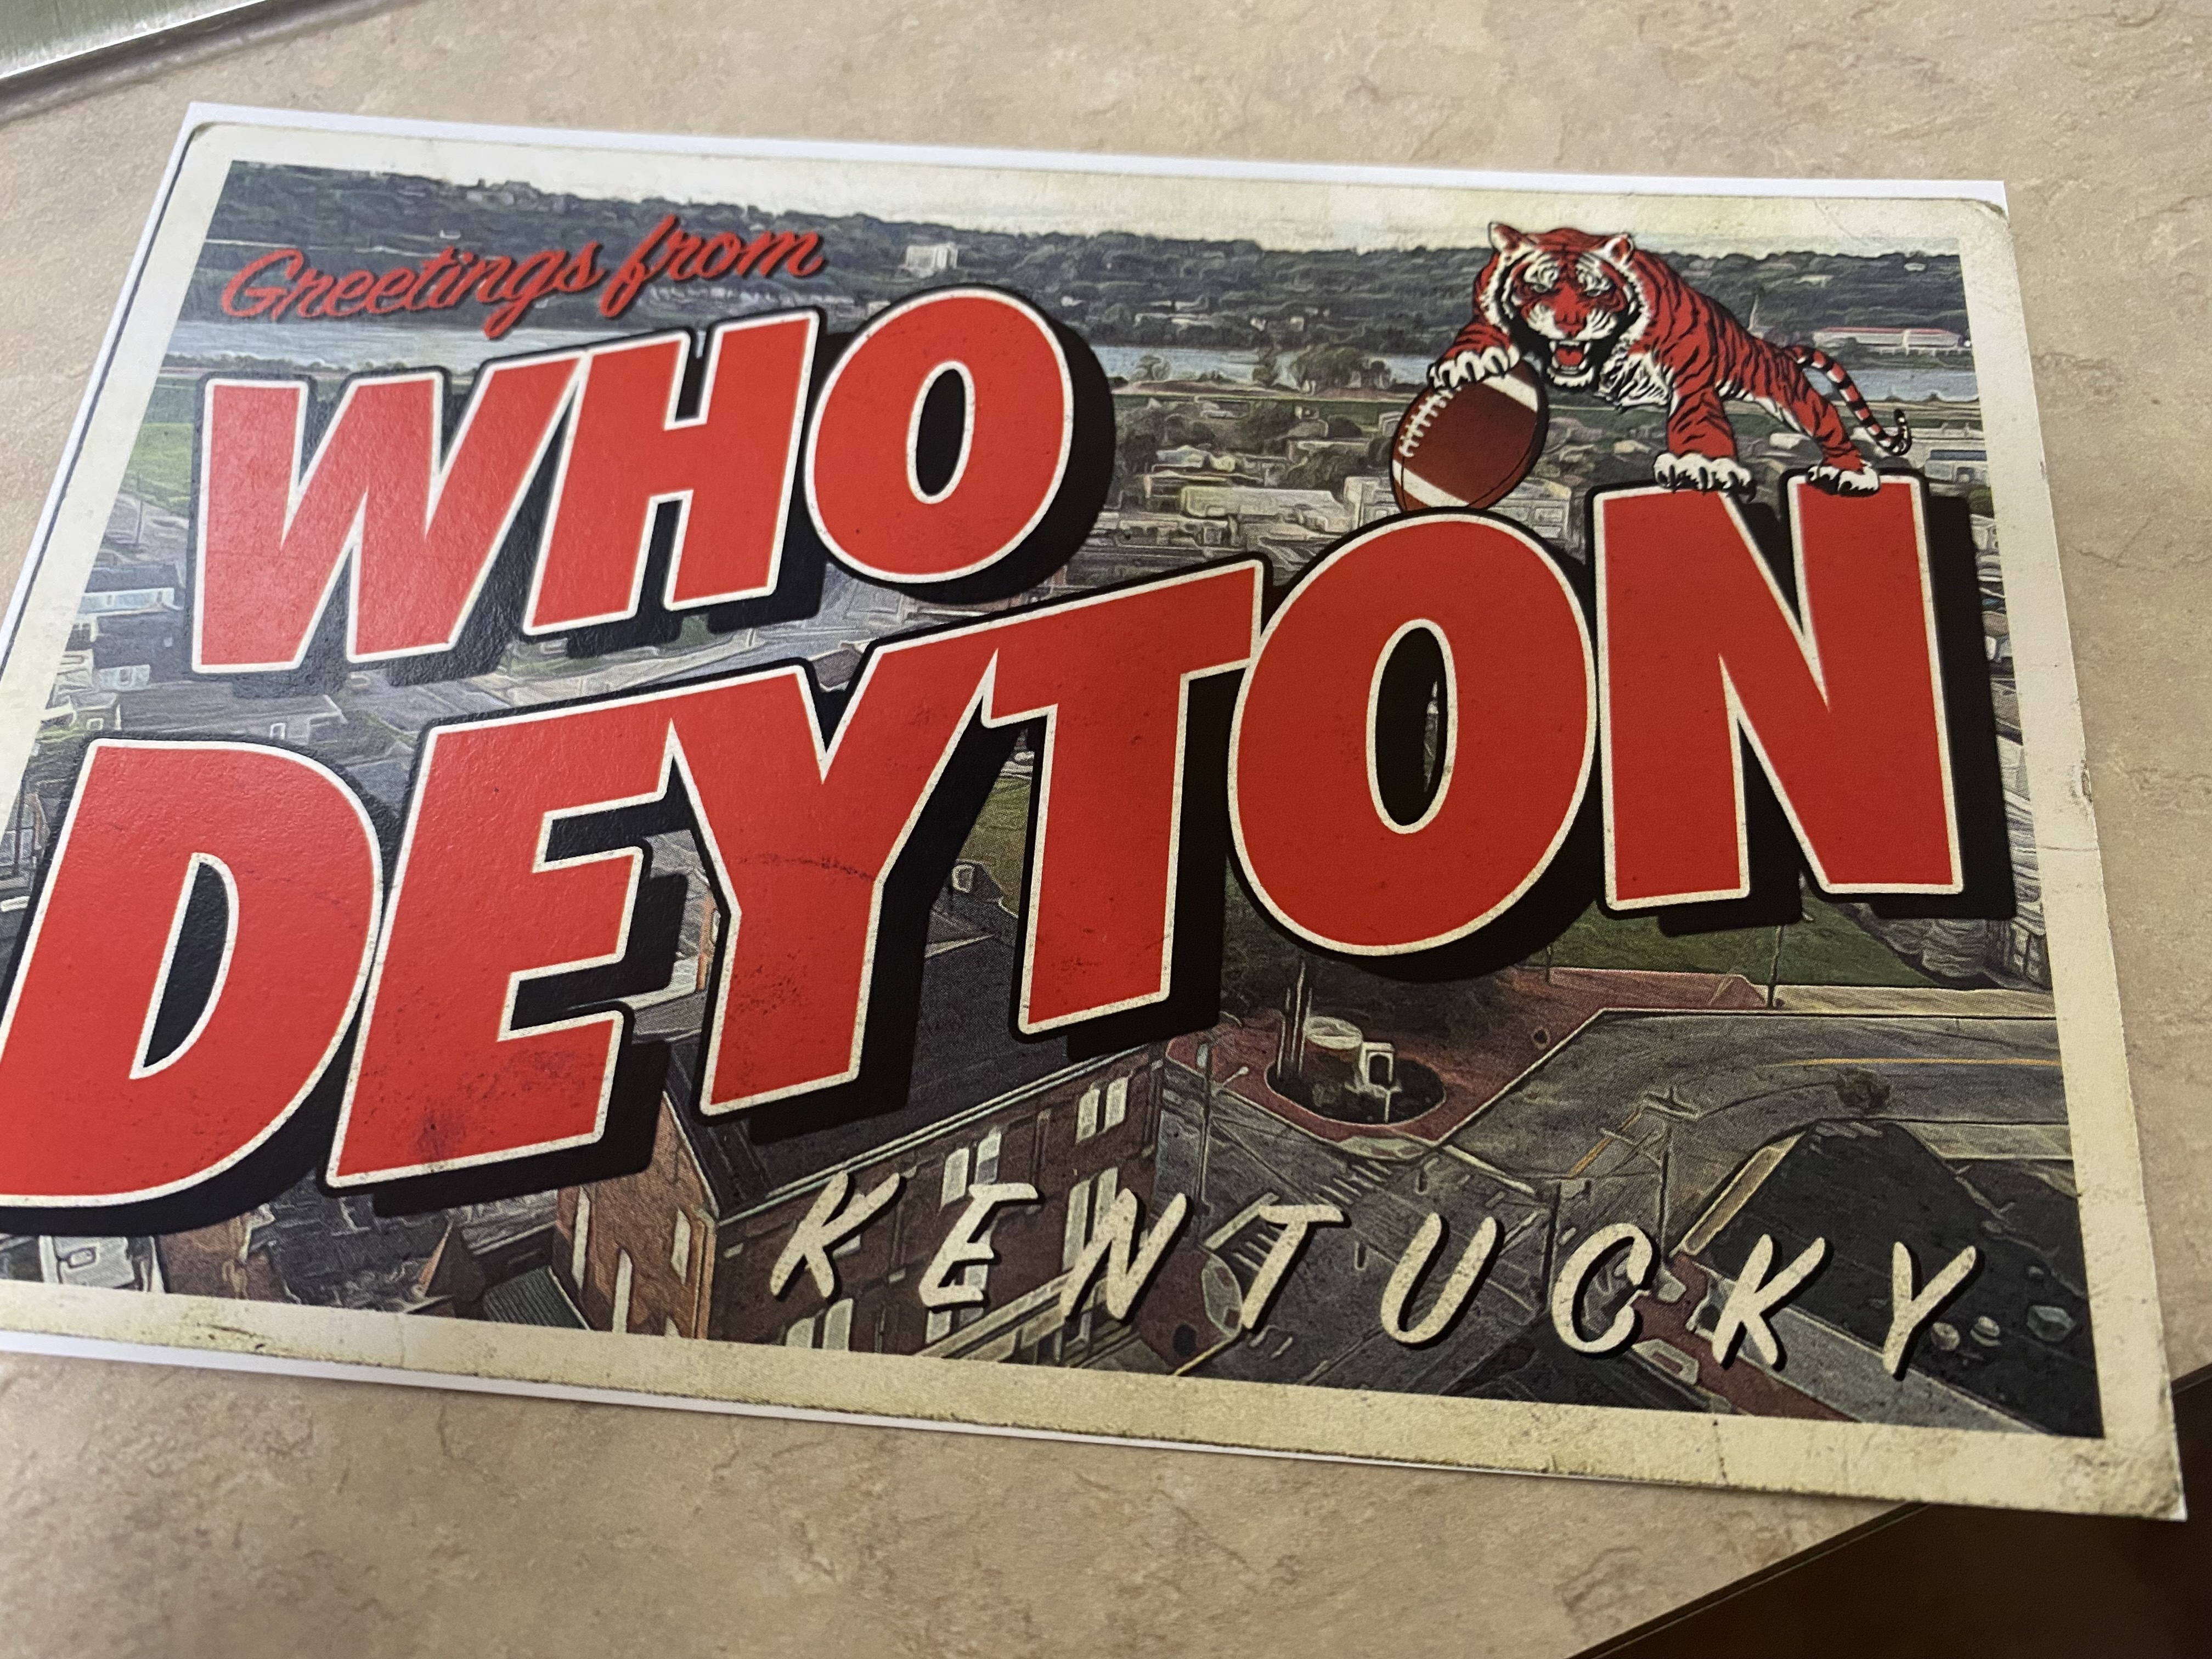 Greetings from
WHO
DEYTON
KENTUCKY